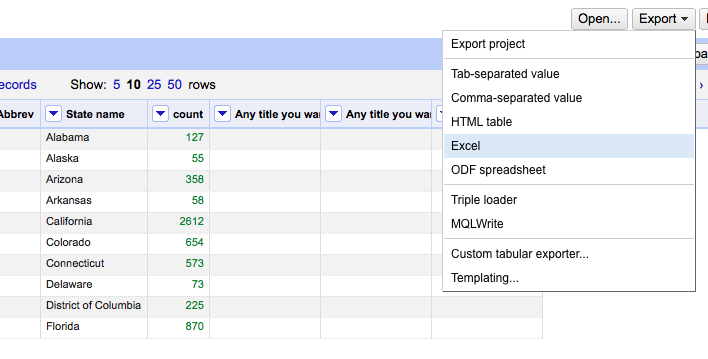 Open... Export
Export project
ecords Show: 5 10 25 50 rows
Tab-separated value
Comma-separated value
HTML table
Excel
ODF spreadsheet
Triple loader
MQLWrite
Custom tabular exporter...
Templating...
Abbrev State name count Any title you wa Any title you wa
Alabama 127
Alaska 55
Arizona 358
Arkansas 58
California 2612
Colorado 654
Connecticut 573
Delaware 73
District of Columbia 225
Florida 870